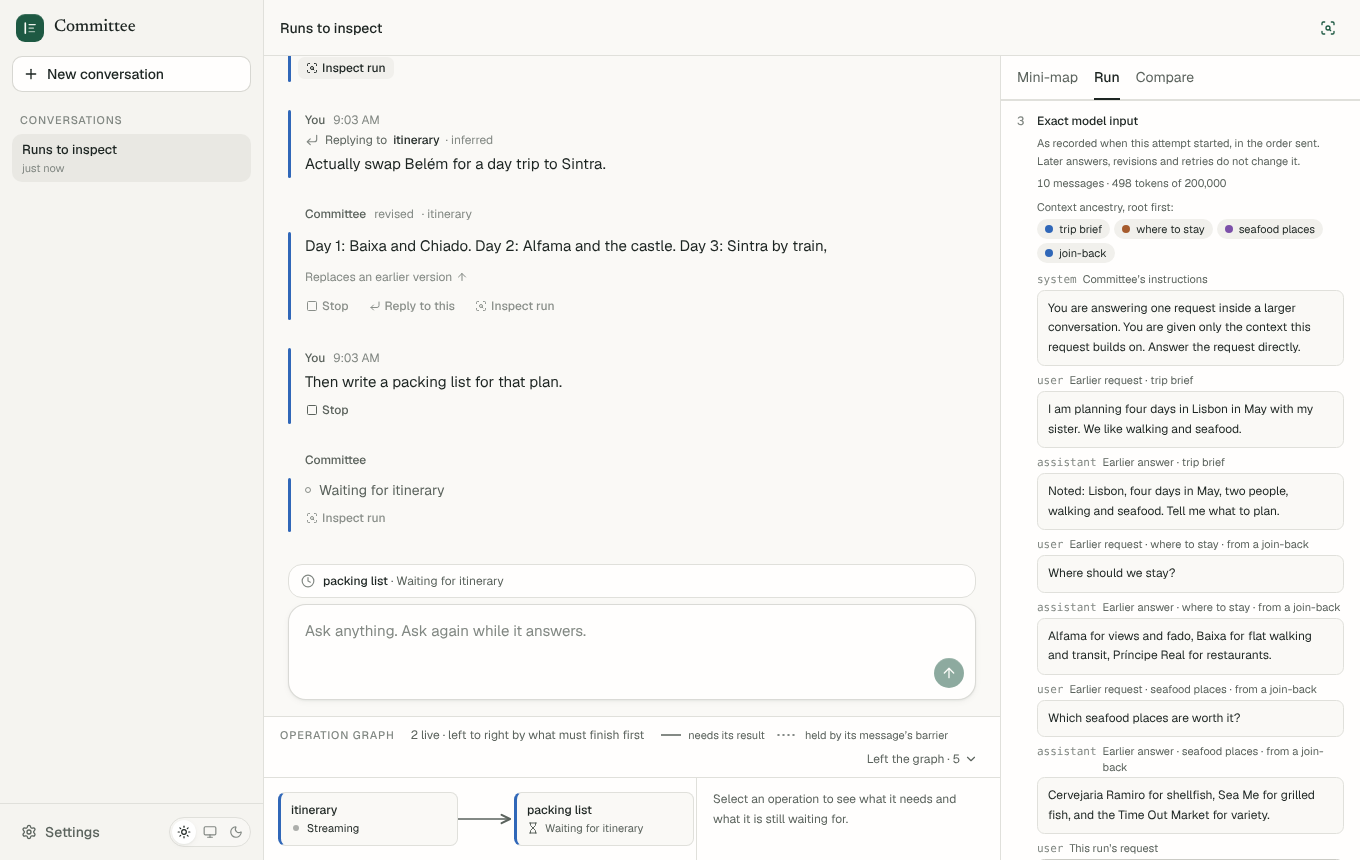 Committee
New conversation
CONVERSATIONS
Runs to inspect
just now
Settings
Runs to inspect
Inspect run
You 9:03 AM
Replying to itinerary · inferred
Actually swap Belém for a day trip to Sintra.
Committee revised · itinerary
Day 1: Baixa and Chiado. Day 2: Alfama and the castle. Day 3: Sintra by train,
Replaces an earlier version ↑
Stop Reply to this Inspect run
You 9:03 AM
Then write a packing list for that plan.
Stop
Committee
Waiting for itinerary
Inspect run
packing list · Waiting for itinerary
Ask anything. Ask again while it answers.
OPERATION GRAPH 2 live · left to right by what must finish first needs its result held by its message's barrier
Left the graph · 5
itinerary
Streaming
packing list
Waiting for itinerary
Select an operation to see what it needs and
what it is still waiting for.
Mini-map Run Compare
3 Exact model input
As recorded when this attempt started, in the order sent.
Later answers, revisions and retries do not change it.
10 messages · 498 tokens of 200,000
Context ancestry, root first:
trip brief where to stay seafood places
join-back
system Committee's instructions
You are answering one request inside a larger
conversation. You are given only the context this
request builds on. Answer the request directly.
user Earlier request · trip brief
I am planning four days in Lisbon in May with my
sister. We like walking and seafood.
assistant Earlier answer · trip brief
Noted: Lisbon, four days in May, two people,
walking and seafood. Tell me what to plan.
user Earlier request · where to stay · from a join-back
Where should we stay?
assistant Earlier answer · where to stay · from a join-back
Alfama for views and fado, Baixa for flat walking
and transit, Príncipe Real for restaurants.
user Earlier request · seafood places · from a join-back
Which seafood places are worth it?
assistant Earlier answer · seafood places · from a join-
back
Cervejaria Ramiro for shellfish, Sea Me for grilled
fish, and the Time Out Market for variety.
user This run's request